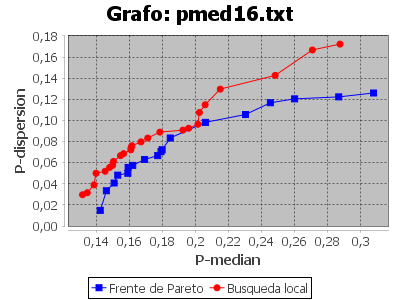 Grafo: pmed16.txt
P-dispersion
0,18
0,16
0,14
0,12
0,10
0,08
0,06
0,04
0,02
0,00
0,14 0,16 0,18 0,2 0,22 0,24 0,26 0,28 0,3
P-median
Frente de Pareto Busqueda local